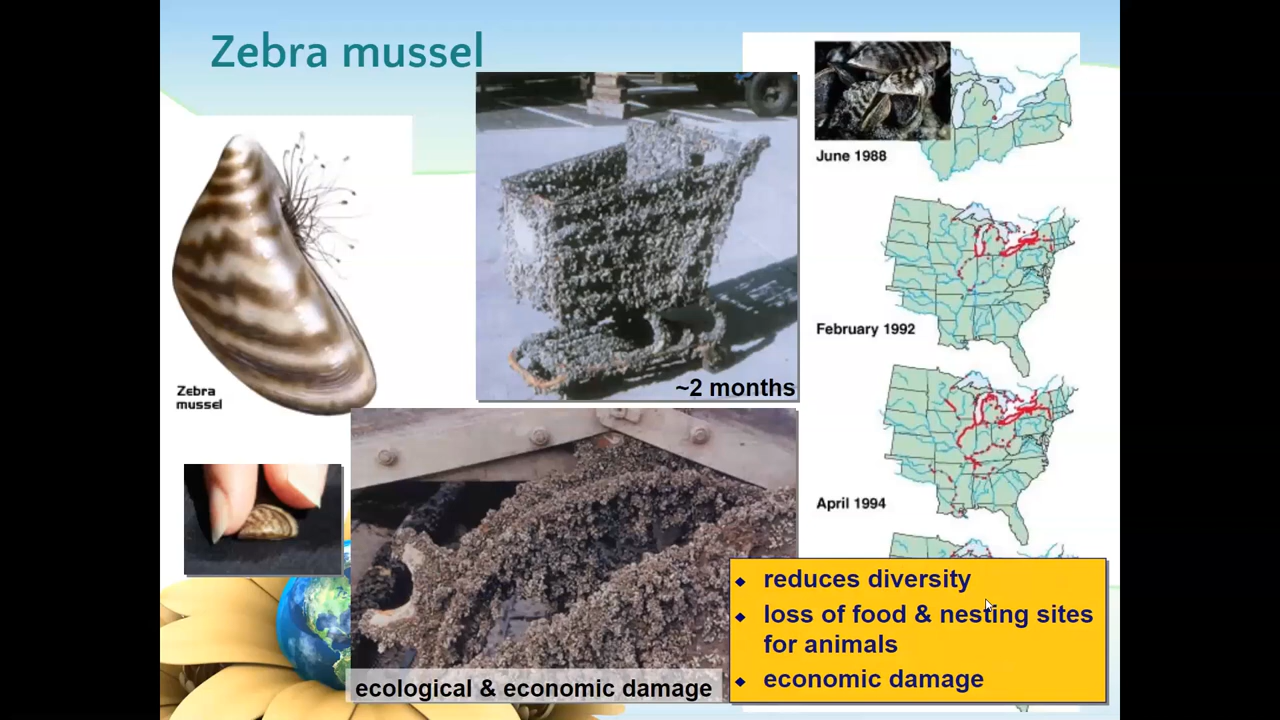 Zebra mussel
June 1988
February 1992
Zebra
mussel
~2 months
April 1994
reduces diversity
loss of food & nesting sites
for animals
economic damage
ecological & economic damage